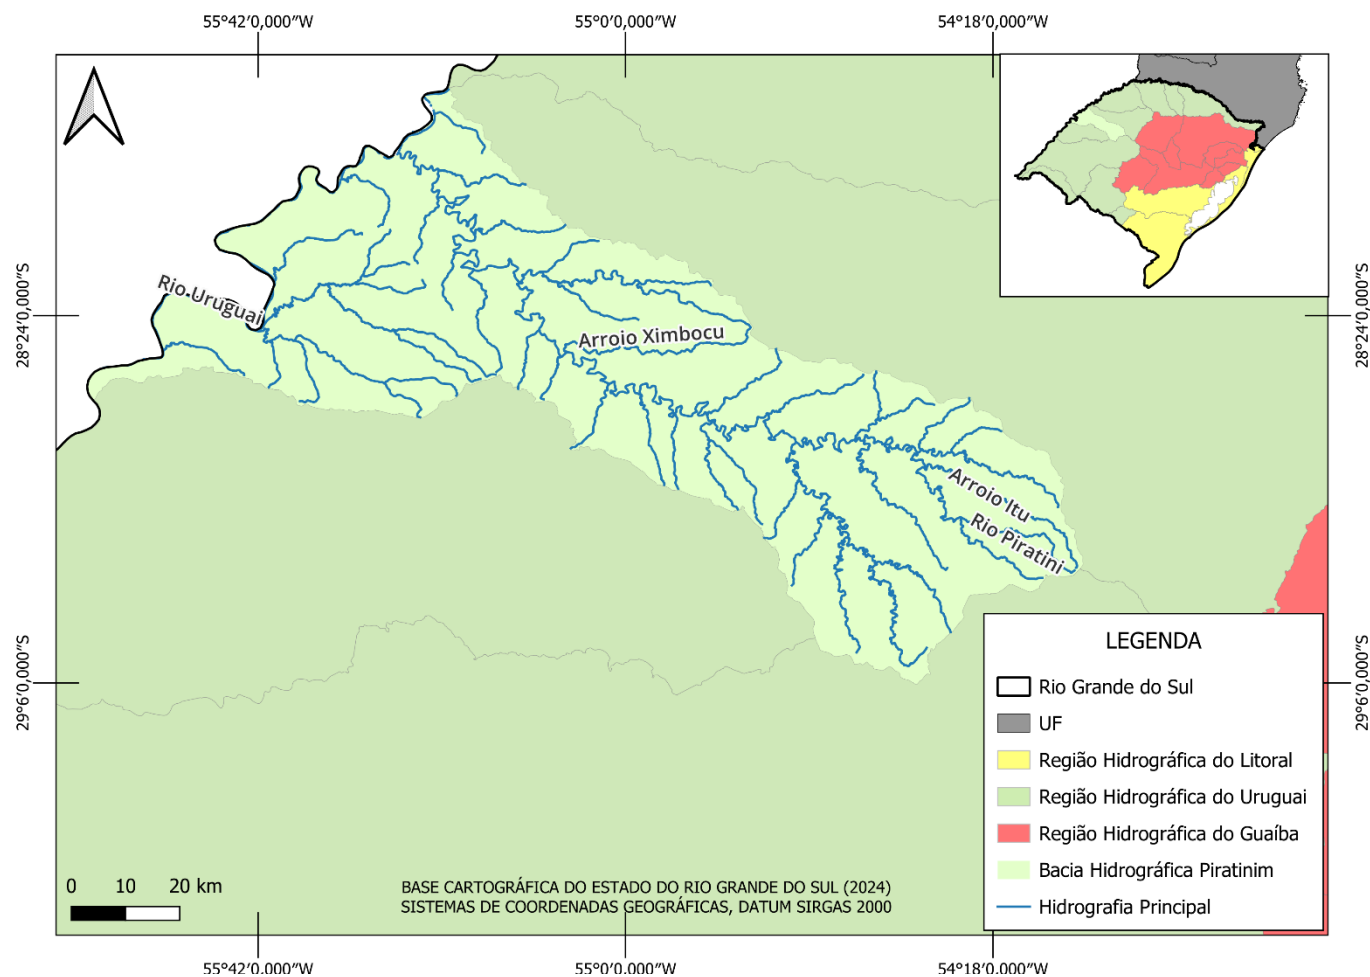 55°42'0,000"W
55°0'0,000"W
54°18'0,000"W
28°24'0,000"S
28°24'0,000"S
Rio Uruguai
Arroio Ximbocu
Arroio Itu
Rio Piratini
29°6'0,000"S
29°6'0,000"S
LEGENDA
Rio Grande do Sul
UF
Região Hidrográfica do Litoral
Região Hidrográfica do Uruguai
Região Hidrográfica do Guaíba
Bacia Hidrográfica Piratinim
Hidrografia Principal
0 10 20 km
BASE CARTOGRÁFICA DO ESTADO DO RIO GRANDE DO SUL (2024)
SISTEMAS DE COORDENADAS GEOGRÁFICAS, DATUM SIRGAS 2000
55°42'0,000"W
55°0'0,000"W
54°18'0,000"W